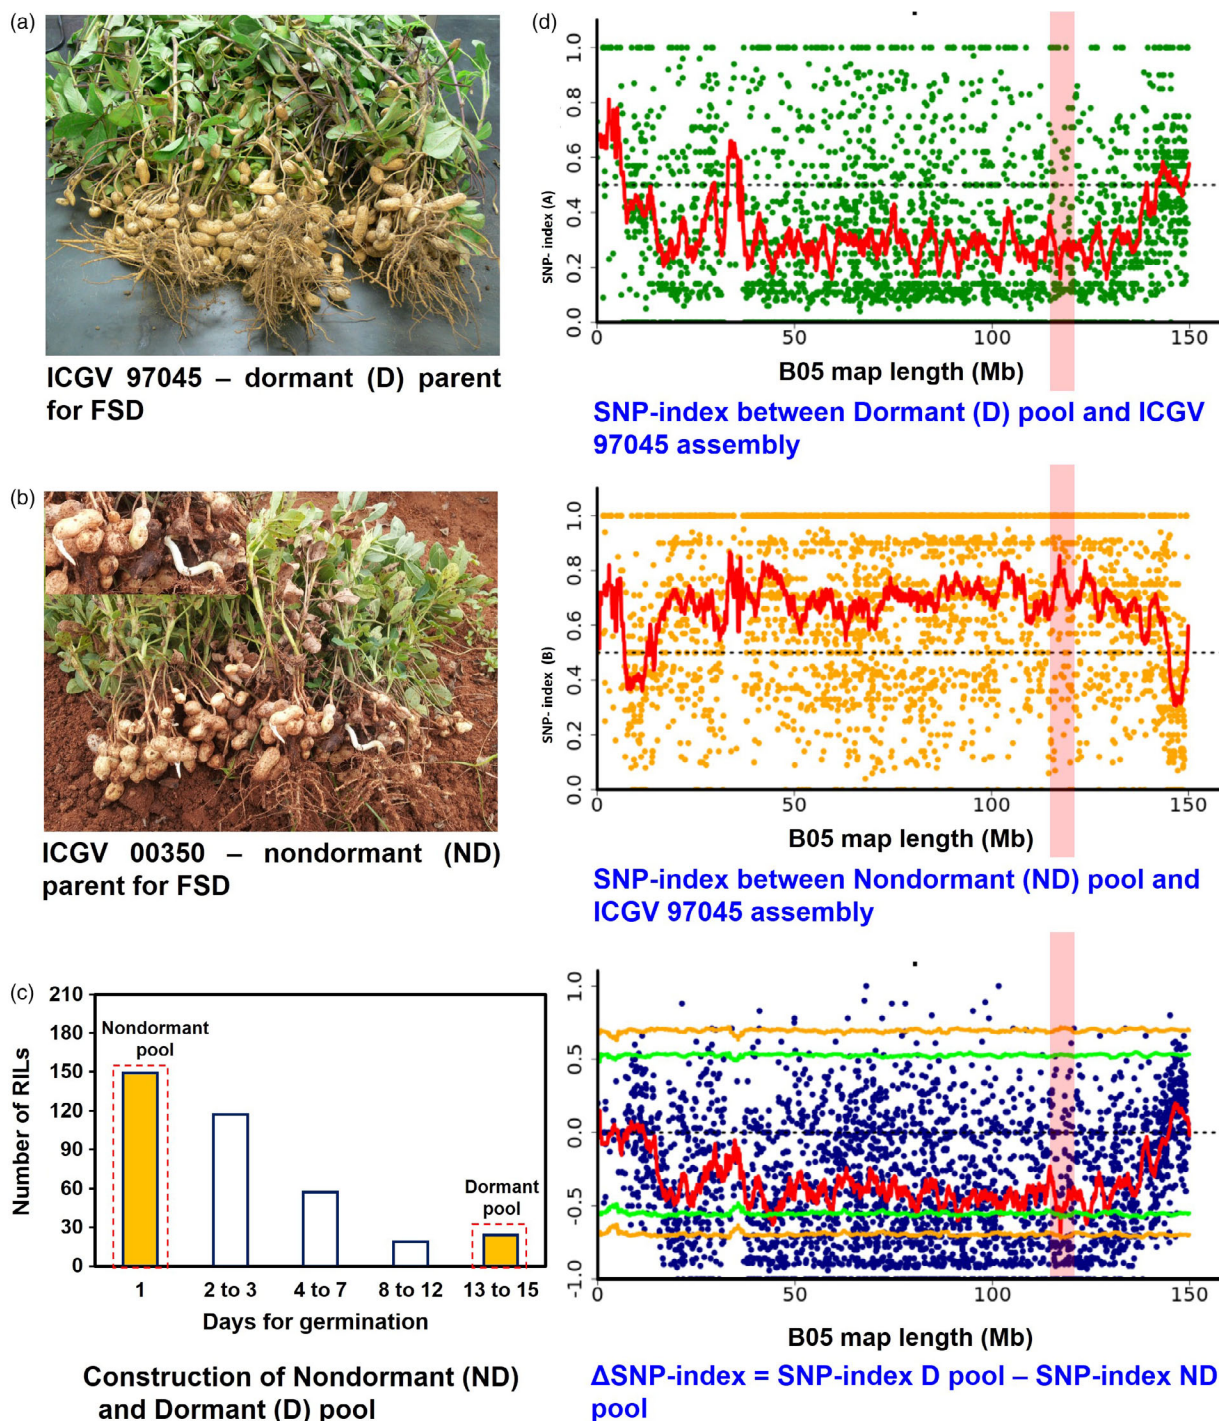 (a)
ICGV 97045 – dormant (D) parent
for FSD
(b)
ICGV 00350 – nondormant (ND)
parent for FSD
(c)
210
180
150
120
90
60
30
0
Number of RILs
Nondormant
pool
Dormant
pool
1 2 to 3 4 to 7 8 to 12 13 to 15
Days for germination
Construction of Nondormant (ND)
and Dormant (D) pool
(d)
1.0
0.8
0.6
0.4
0.2
0.0
SNP- index (A)
0 50 100 150
B05 map length (Mb)
SNP-index between Dormant (D) pool and ICGV
97045 assembly
1.0
0.8
0.6
0.4
0.2
0.0
SNP- index (B)
0 50 100 150
B05 map length (Mb)
SNP-index between Nondormant (ND) pool and
ICGV 97045 assembly
1.0
0.5
0.0
-0.5
-1.0
0 50 100 150
B05 map length (Mb)
ΔSNP-index = SNP-index D pool – SNP-index ND
pool